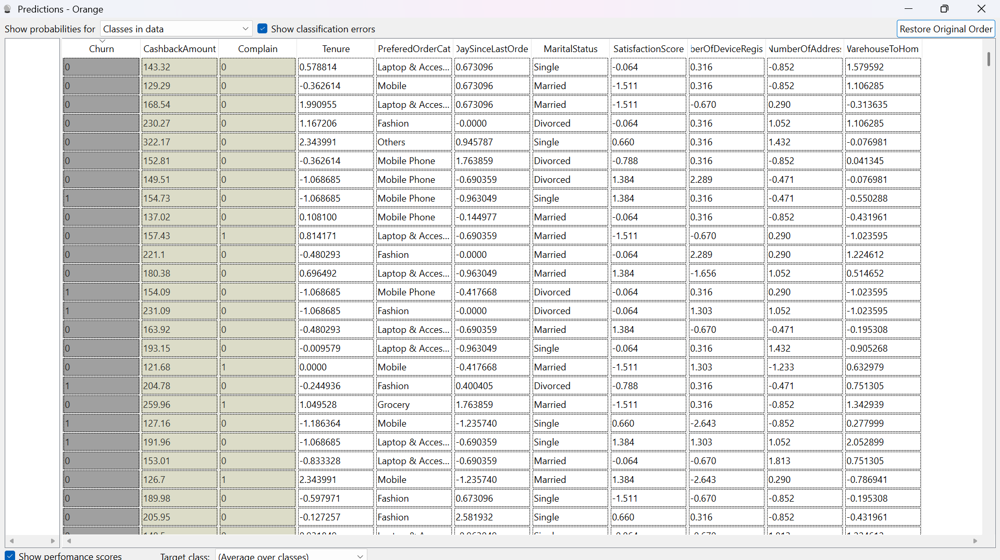 Predictions - Orange
Show probabilities for Classes in data Show classification errors Restore Original Order
Churn CashbackAmount Complain Tenure PreferedOrderCat DaySinceLastOrde MaritalStatus SatisfactionScore berOfDeviceRegis NumberOfAddress WarehouseToHom
0 143.32 0 0.578814 Laptop & Acces... 0.673096 Single -0.064 0.316 -0.852 1.579592
0 129.29 0 -0.362614 Mobile 0.673096 Married -1.511 0.316 -0.852 1.106285
0 168.54 0 1.990955 Laptop & Acces... 0.673096 Married -1.511 -0.670 0.290 -0.313635
0 230.27 0 1.167206 Fashion -0.0000 Divorced -0.064 0.316 1.052 1.106285
0 322.17 0 2.343991 Others 0.945787 Single 0.660 0.316 1.432 -0.076981
0 152.81 0 -0.362614 Mobile Phone 1.763859 Divorced -0.788 0.316 -0.852 0.041345
0 149.51 0 -1.068685 Mobile Phone -0.690359 Divorced 1.384 2.289 -0.471 -0.076981
1 154.73 0 -1.068685 Mobile Phone -0.963049 Single 1.384 0.316 -0.471 -0.550288
0 137.02 0 0.108100 Mobile Phone -0.144977 Married -0.064 0.316 -0.852 -0.431961
0 157.43 1 0.814171 Laptop & Acces... -0.690359 Married -1.511 -0.670 0.290 -1.023595
0 221.1 0 -0.480293 Fashion -0.0000 Married -0.064 2.289 0.290 1.224612
0 180.38 0 0.696492 Laptop & Acces... -0.963049 Married 1.384 -1.656 1.052 0.514652
1 154.09 0 -1.068685 Mobile Phone -0.417668 Divorced -0.064 0.316 0.290 -1.023595
1 231.09 0 -1.068685 Fashion -0.0000 Divorced -0.064 1.303 1.052 -1.023595
0 163.92 0 -0.480293 Laptop & Acces... -0.690359 Married 1.384 -0.670 -0.471 -0.195308
0 193.15 0 -0.009579 Laptop & Acces... -0.963049 Single -0.064 0.316 1.432 -0.905268
0 121.68 1 0.0000 Mobile -0.417668 Married -1.511 1.303 -1.233 0.632979
1 204.78 0 -0.244936 Fashion 0.400405 Divorced -0.788 0.316 -0.471 0.751305
0 259.96 1 1.049528 Grocery 1.763859 Married -1.511 0.316 -0.852 1.342939
1 127.16 0 -1.186364 Mobile -1.235740 Single 0.660 -2.643 -0.852 0.277999
1 191.96 0 -1.068685 Laptop & Acces... -0.690359 Single 1.384 1.303 1.052 2.052899
0 153.01 0 -0.833328 Laptop & Acces... -0.690359 Married -0.064 -0.670 1.813 0.751305
0 126.7 1 2.343991 Mobile -1.235740 Married 1.384 -2.643 0.290 -0.786941
0 189.98 0 -0.597971 Fashion 0.673096 Single -1.511 -0.670 -0.852 -0.195308
0 205.95 0 -0.127257 Fashion 2.581932 Single 0.660 0.316 -0.852 -0.431961
Show perfomance scores Target class: (Average over classes)